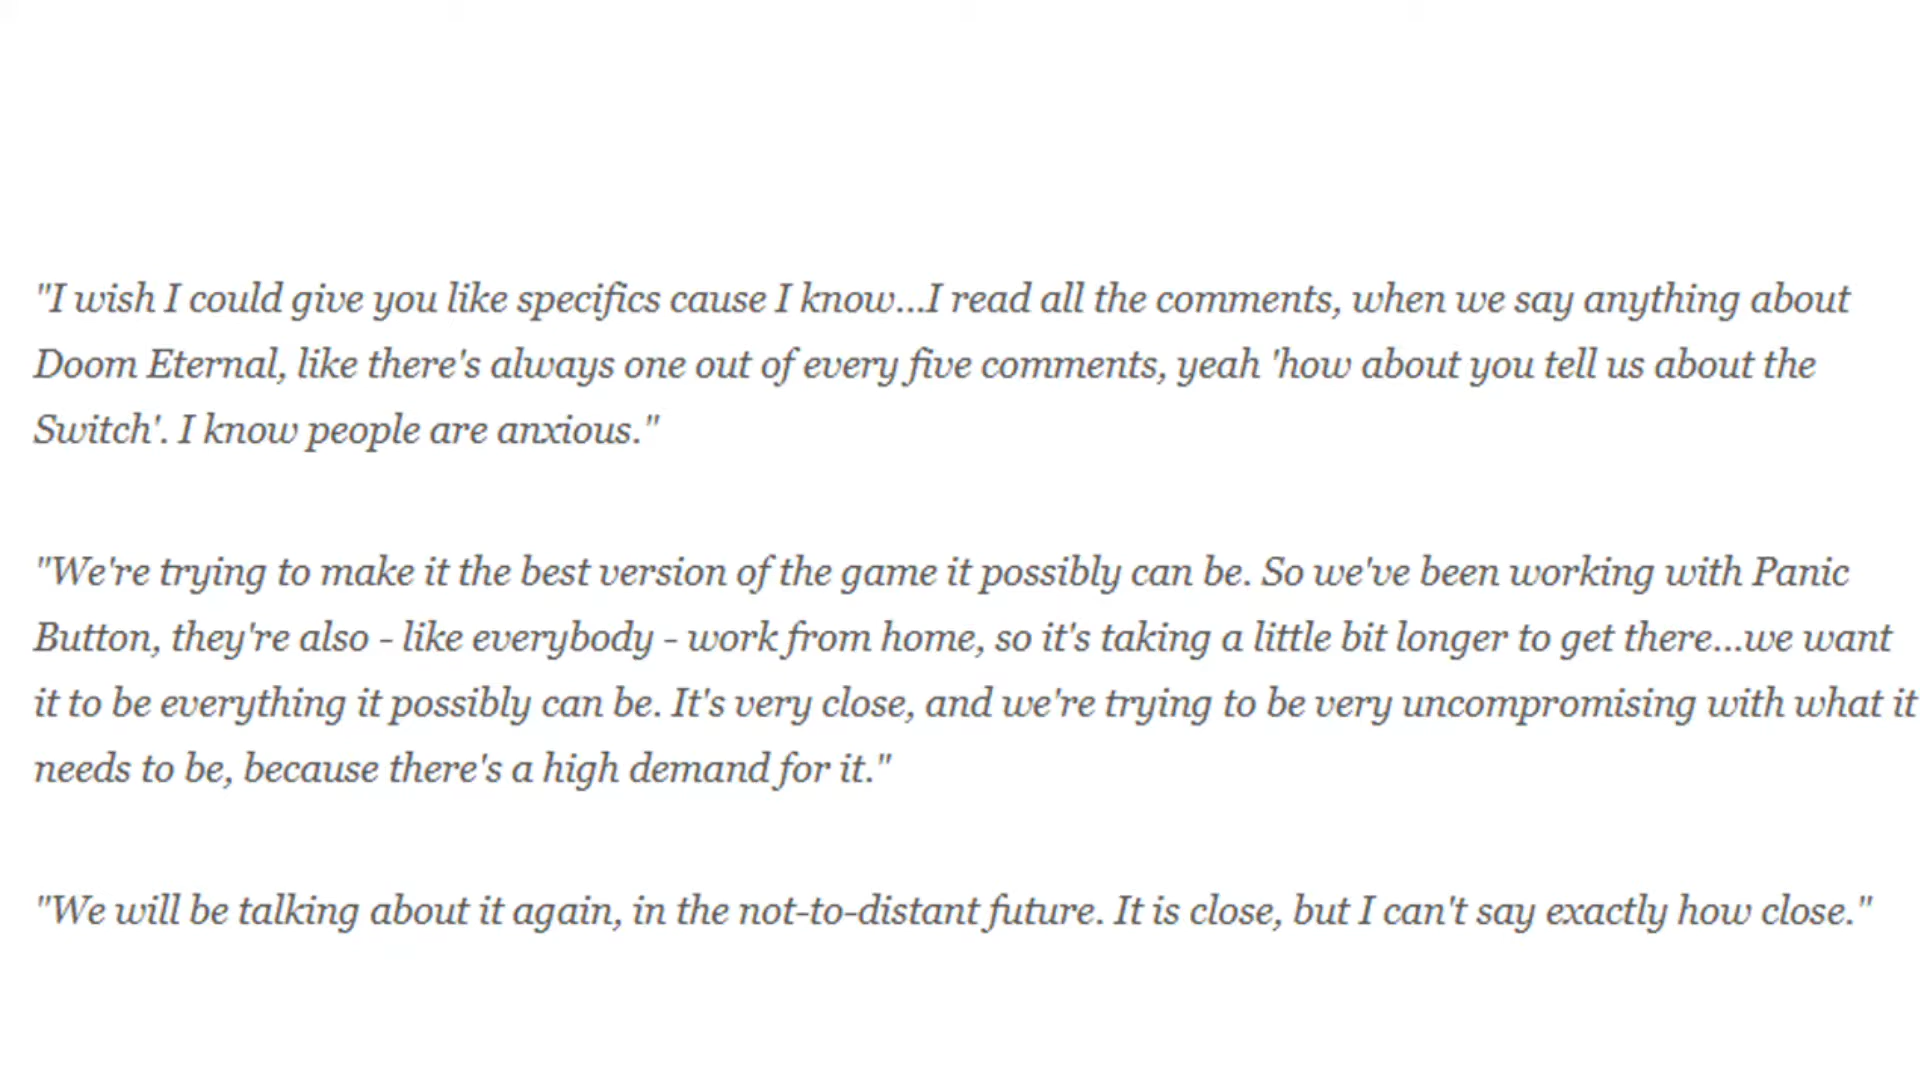 "I wish I could give you like specifics cause I know...I read all the comments, when we say anything about
Doom Eternal, like there's always one out of every five comments, yeah 'how about you tell us about the
Switch'. I know people are anxious."
"We're trying to make it the best version of the game it possibly can be. So we've been working with Panic
Button, they're also - like everybody - work from home, so it's taking a little bit longer to get there...we want
it to be everything it possibly can be. It's very close, and we're trying to be very uncompromising with what it
needs to be, because there's a high demand for it."
"We will be talking about it again, in the not-to-distant future. It is close, but I can't say exactly how close."